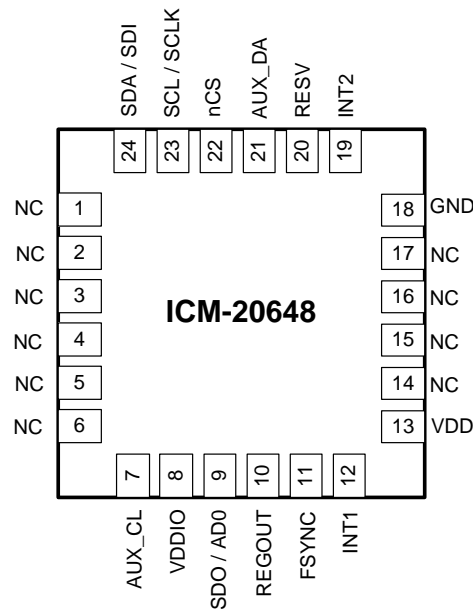 SDA / SDI
SCL / SCLK
nCS
AUX_DA
RESV
INT2
24
23
22
21
20
19
NC 1
NC 2
NC 3
NC 4
NC 5
NC 6
18 GND
17 NC
16 NC
15 NC
14 NC
13 VDD
ICM-20648
7
8
9
10
11
12
AUX_CL
VDDIO
SDO / AD0
REGOUT
FSYNC
INT1